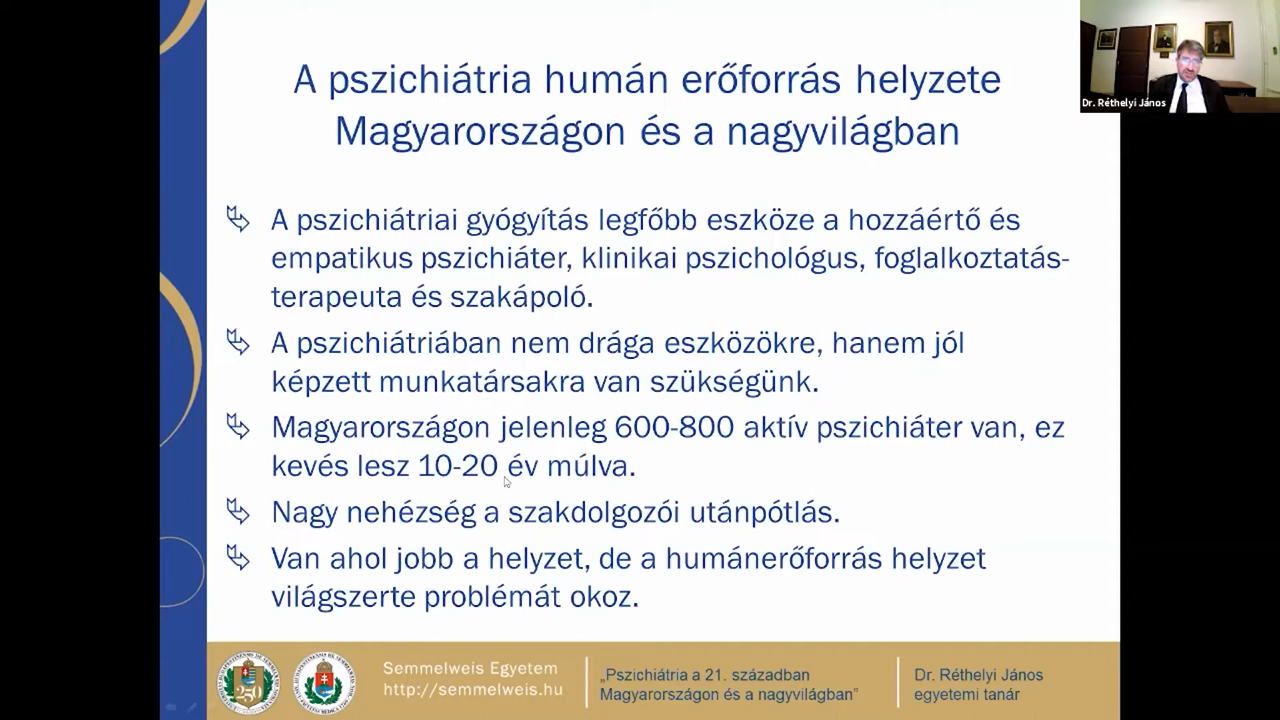 A pszichiátria humán erőforrás helyzete
Magyarországon és a nagyvilágban
Dr. Réthelyi János
A pszichiátriai gyógyítás legfőbb eszköze a hozzáértő és
empatikus pszichiáter, klinikai pszichológus, foglalkoztatás-
terapeuta és szakápoló.
A pszichiátriában nem drága eszközökre, hanem jól
képzett munkatársakra van szükségünk.
Magyarországon jelenleg 600-800 aktív pszichiáter van, ez
kevés lesz 10-20 év múlva.
Nagy nehézség a szakdolgozói utánpótlás.
Van ahol jobb a helyzet, de a humánerőforrás helyzet
világszerte problémát okoz.
250
Semmelweis Egyetem
http://semmelweis.hu
„Pszichiátria a 21. században
Magyarországon és a nagyvilágban”
Dr. Réthelyi János
egyetemi tanár